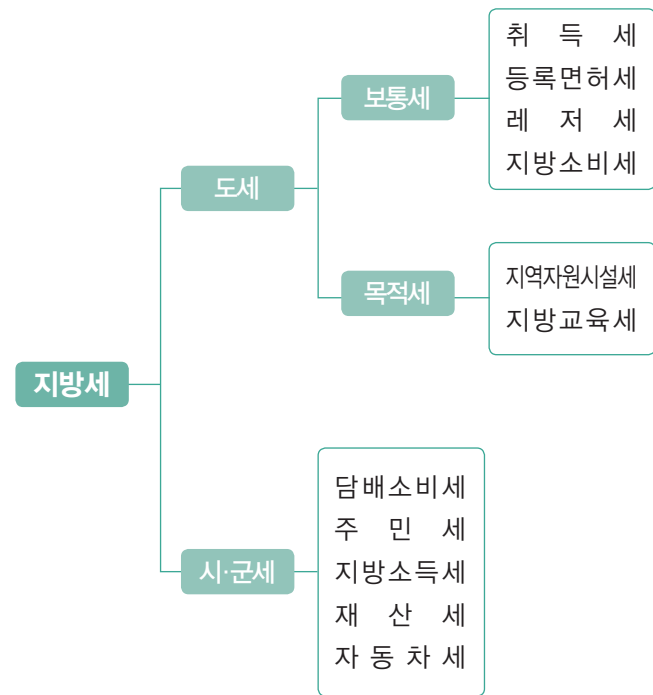 지방세
도세
보통세
취 득 세
등록면허세
레 저 세
지방소비세
목적세
지역자원시설세
지방교육세
시·군세
담배소비세
주 민 세
지방소득세
재 산 세
자 동 차 세